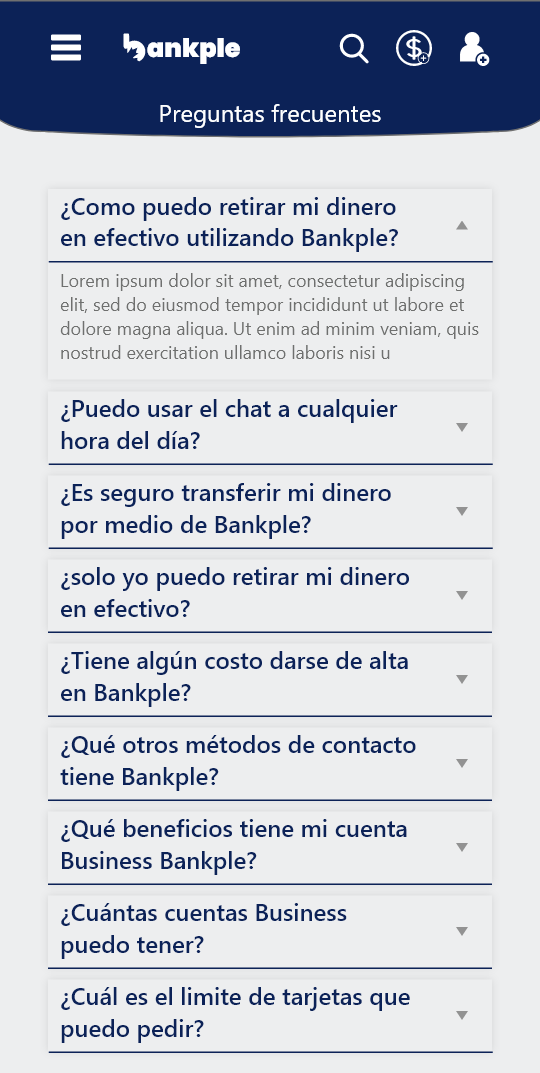 bankple
Preguntas frecuentes
¿Como puedo retirar mi dinero
en efectivo utilizando Bankple?
Lorem ipsum dolor sit amet, consectetur adipiscing
elit, sed do eiusmod tempor incididunt ut labore et
dolore magna aliqua. Ut enim ad minim veniam, quis
nostrud exercitation ullamco laboris nisi u
¿Puedo usar el chat a cualquier
hora del día?
¿Es seguro transferir mi dinero
por medio de Bankple?
¿solo yo puedo retirar mi dinero
en efectivo?
¿Tiene algún costo darse de alta
en Bankple?
¿Qué otros métodos de contacto
tiene Bankple?
¿Qué beneficios tiene mi cuenta
Business Bankple?
¿Cuántas cuentas Business
puedo tener?
¿Cuál es el limite de tarjetas que
puedo pedir?